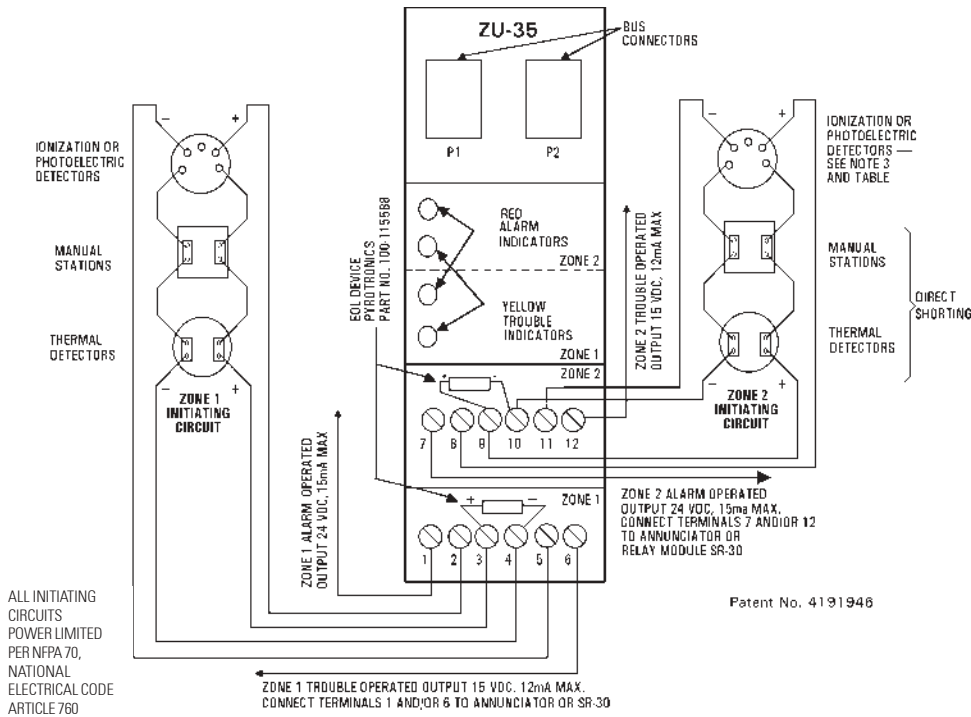 ZU-35
BUS
CONNECTORS
P1
P2
IONIZATION OR
PHOTOELECTRIC
DETECTORS
- +
MANUAL
STATIONS
THERMAL
DETECTORS
- +
ZONE 1
INITIATING
CIRCUIT
RED
ALARM
INDICATORS
ZONE 2
YELLOW
TROUBLE
INDICATORS
ZONE 1
EOL DEVICE
PYROTRONICS
PART NO. 100-115588
ZONE 2 TROUBLE OPERATED
OUTPUT 15 VDC, 12mA MAX
- +
IONIZATION OR
PHOTOELECTRIC
DETECTORS —
SEE NOTE 3
AND TABLE
MANUAL
STATIONS
DIRECT
SHORTING
THERMAL
DETECTORS
- +
ZONE 2
INITIATING
CIRCUIT
ZONE 2
+ -
7 8 9 10 11 12
ZONE 1 ALARM OPERATED
OUTPUT 24 VDC, 15mA MAX
ZONE 1
+ -
1 2 3 4 5 6
ZONE 2 ALARM OPERATED
OUTPUT 24 VDC, 15ma MAX.
CONNECT TERMINALS 7 AND/OR 12
TO ANNUNCIATOR OR
RELAY MODULE SR-30
Patent No. 4191946
ALL INITIATING
CIRCUITS
POWER LIMITED
PER NFPA 70,
NATIONAL
ELECTRICAL CODE
ARTICLE 760
ZONE 1 TROUBLE OPERATED OUTPUT 15 VDC. 12mA MAX.
CONNECT TERMINALS 1 AND/OR 6 TO ANNUNCIATOR OR SR-30